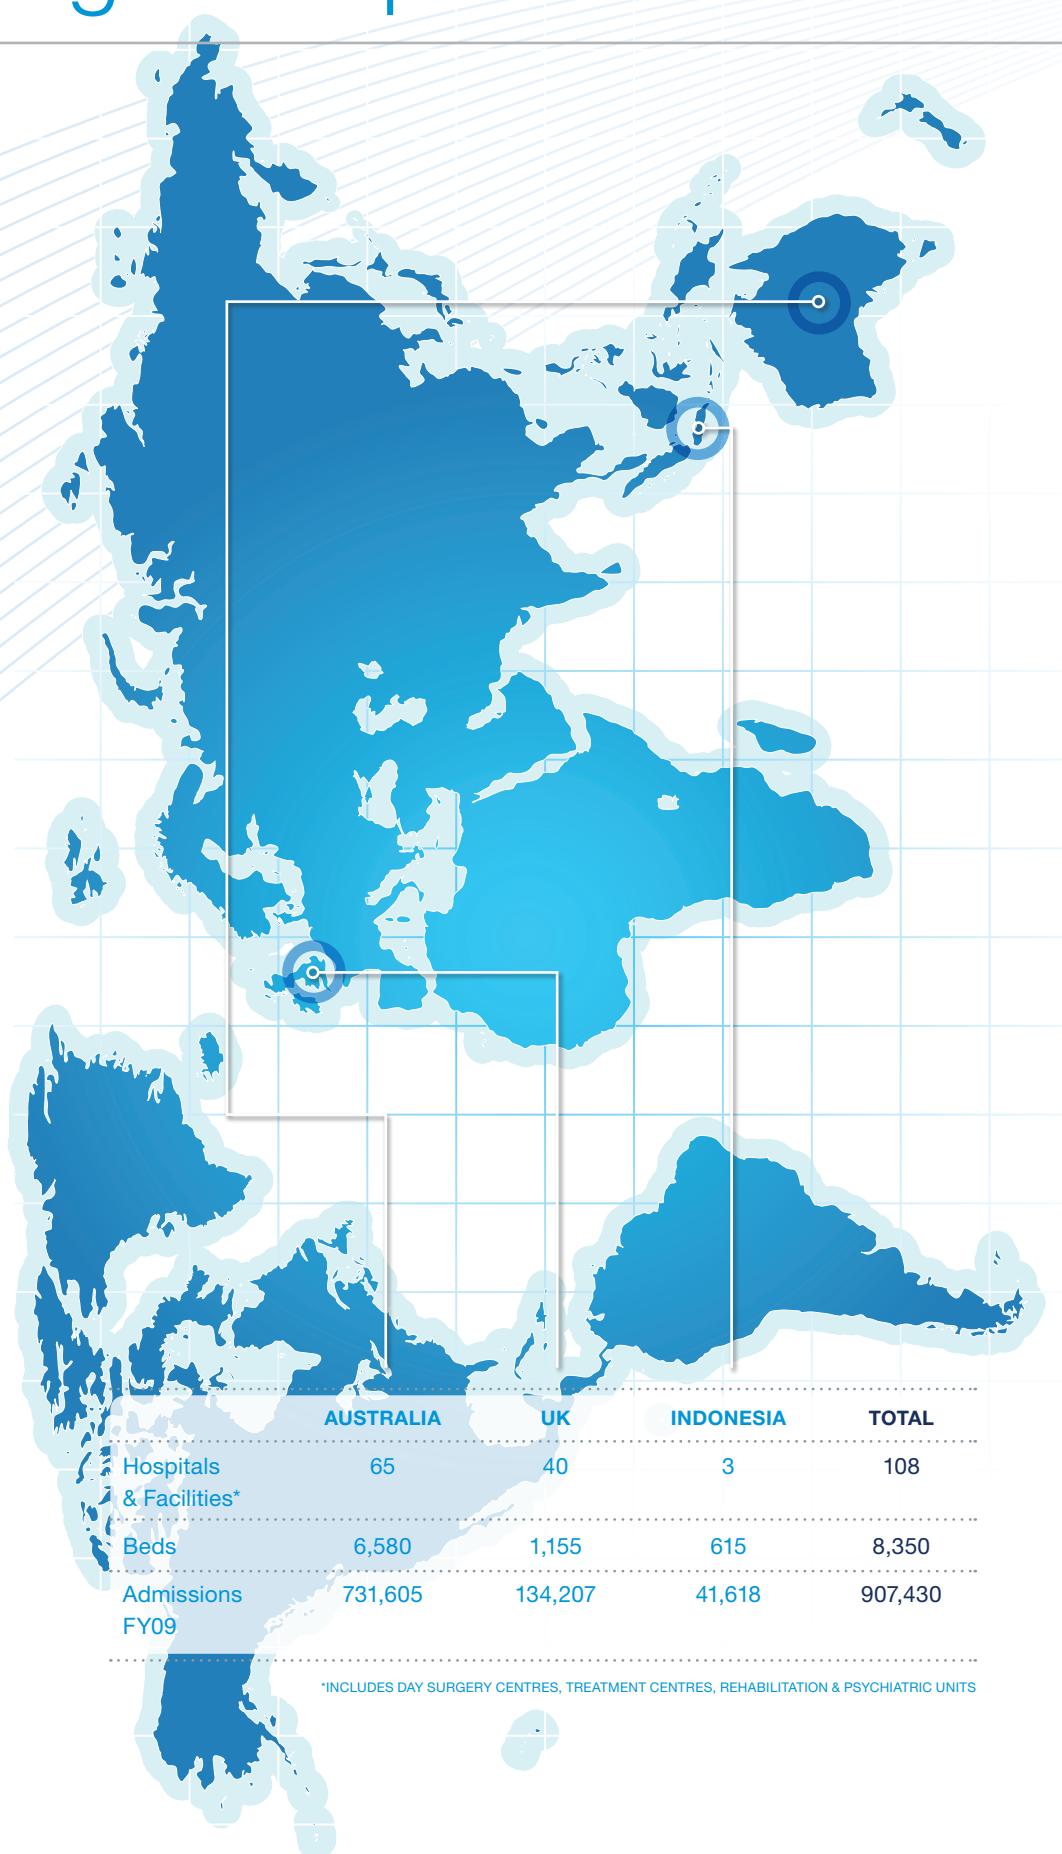 AUSTRALIA UK INDONESIA TOTAL
Hospitals 65 40 3 108
& Facilities*
Beds 6,580 1,155 615 8,350
Admissions 731,605 134,207 41,618 907,430
FY09
*INCLUDES DAY SURGERY CENTRES, TREATMENT CENTRES, REHABILITATION & PSYCHIATRIC UNITS